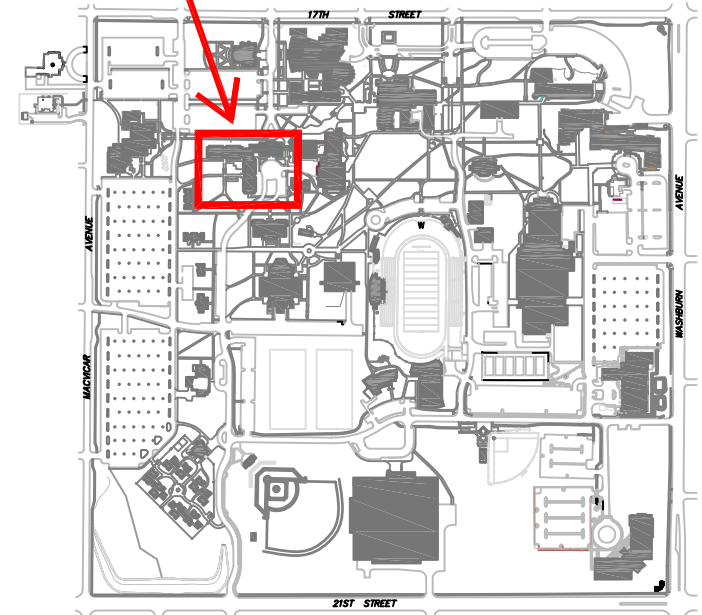 17TH STREET
AVENUE
AVENUE
W
WASHBURN
MACVICAR
21ST STREET